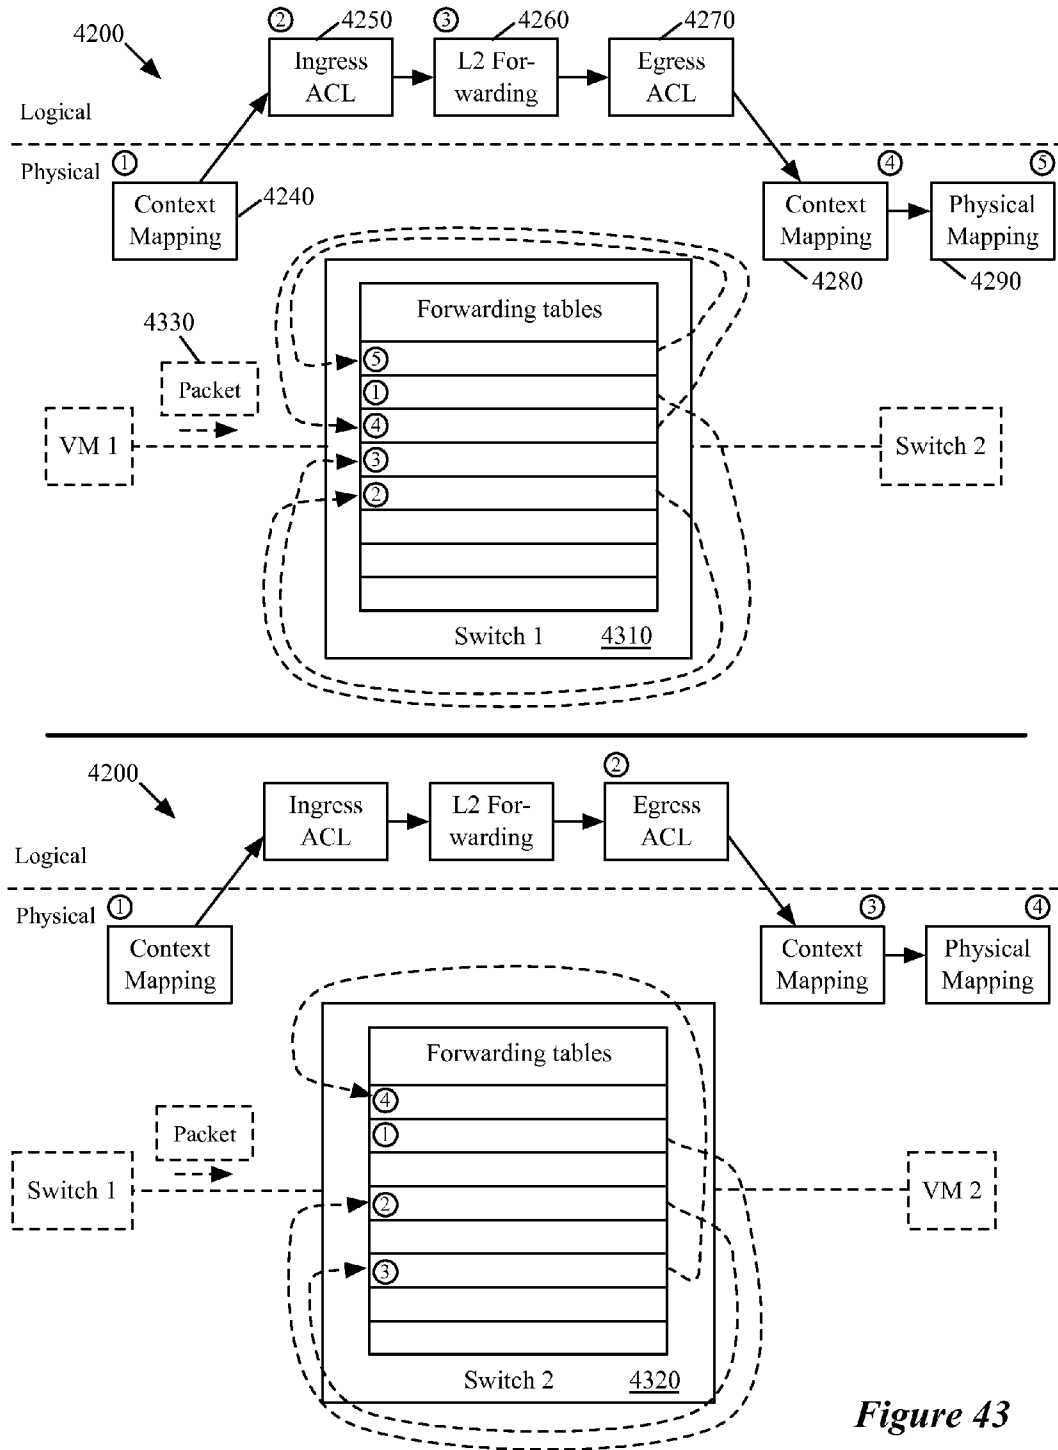 ② 4250 ③ 4260 4270
4200
Ingress ACL
L2 For-warding
Egress ACL
Logical
Physical
① ④ ⑤
Context Mapping
4240
Context Mapping
Physical Mapping
4280 4290
4330
Forwarding tables
Packet
⑤
①
④
VM 1
Switch 2
③
②
Switch 1 4310
②
4200
Ingress ACL
L2 For-warding
Egress ACL
Logical
Physical
① ③ ④
Context Mapping
Context Mapping
Physical Mapping
Forwarding tables
④
Packet
①
Switch 1
VM 2
②
③
Switch 2 4320
Figure 43